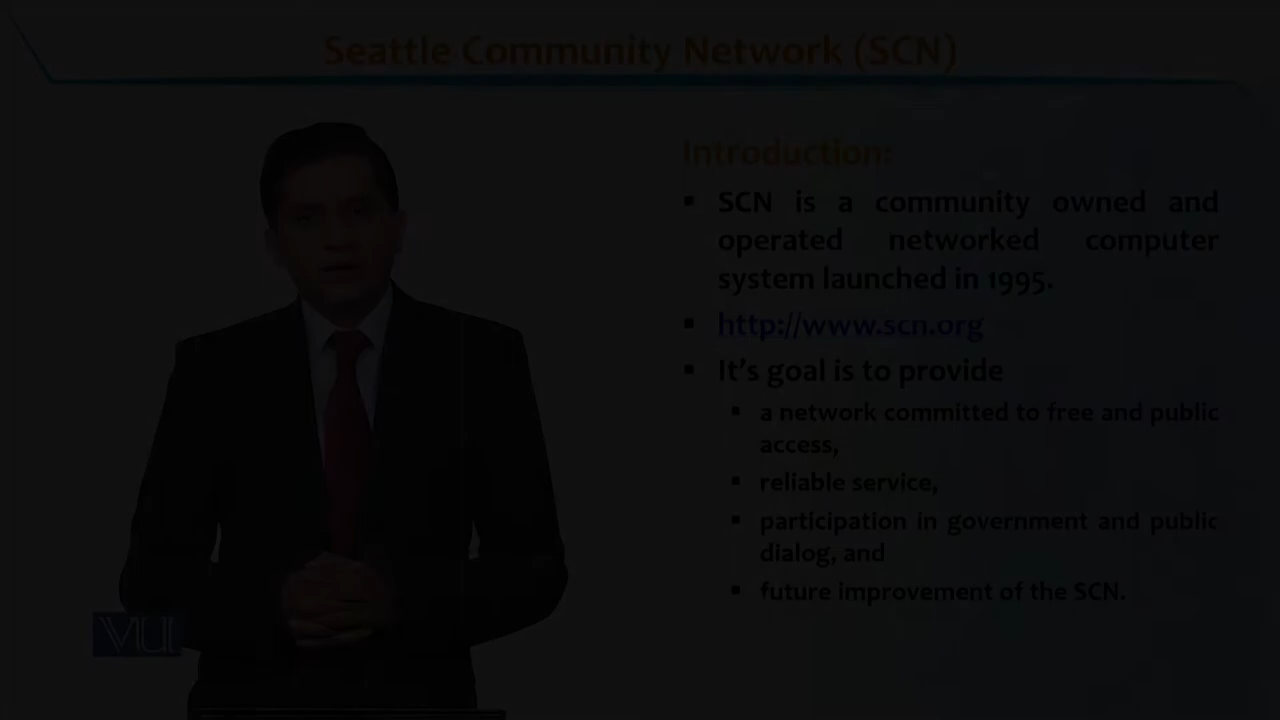 Seattle Community Network (SCN)
Introduction:
▪ SCN is a community owned and
operated networked computer
system launched in 1995.
▪ http://www.scn.org
▪ It's goal is to provide
▪ a network committed to free and public
access,
▪ reliable service,
▪ participation in government and public
dialog, and
▪ future improvement of the SCN.
VU